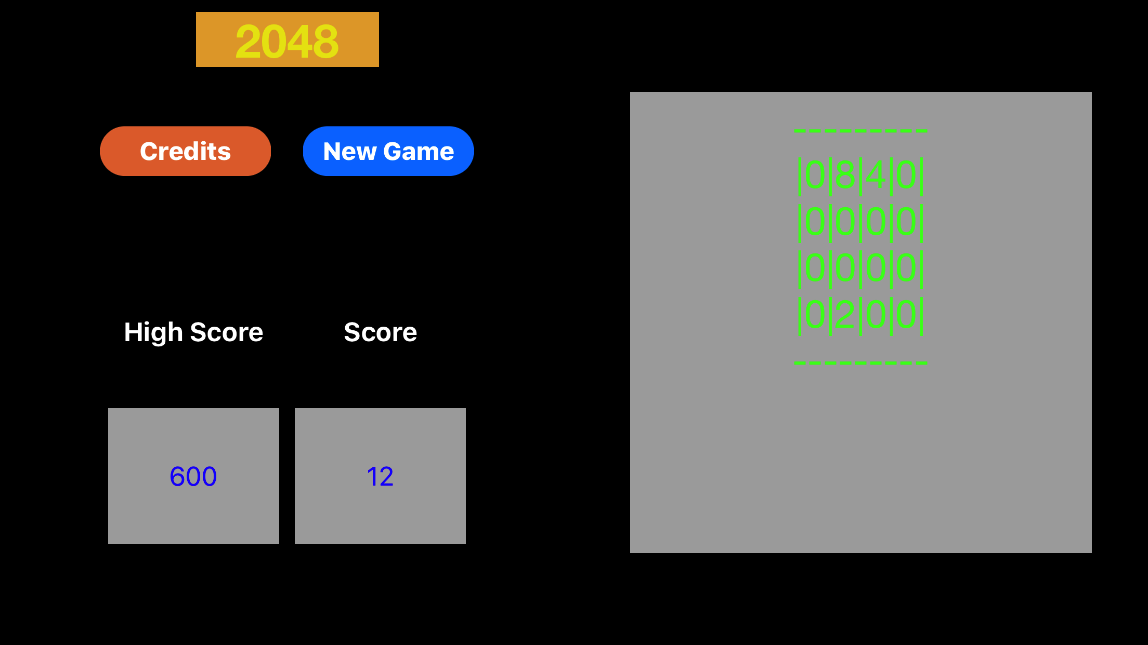 2048
Credits
New Game
High Score
Score
600
12
---------
|0|8|4|0|
|0|0|0|0|
|0|0|0|0|
|0|2|0|0|
---------